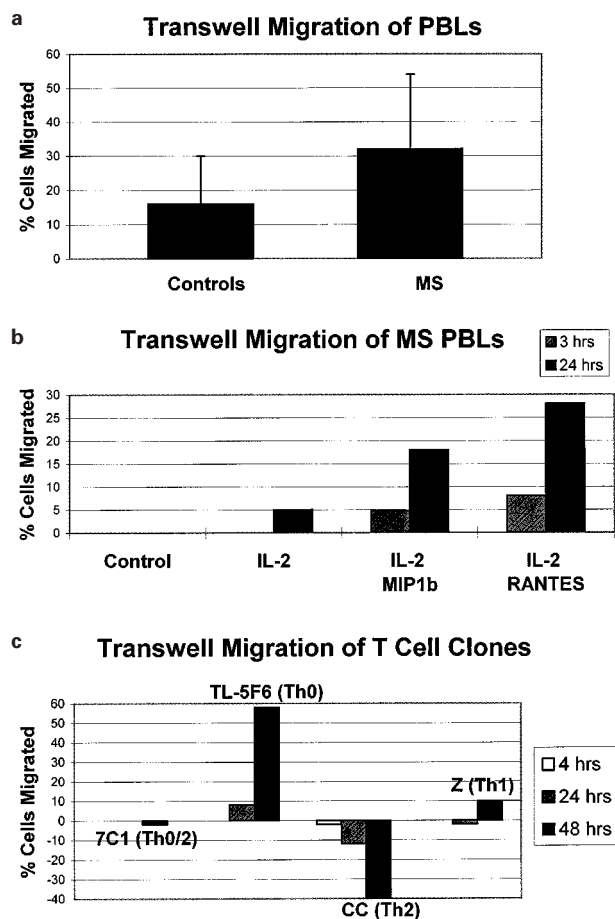 a
Transwell Migration of PBLs
% Cells Migrated
60
50
40
30
20
10
0
Controls
MS
b
Transwell Migration of MS PBLs
3 hrs
24 hrs
% Cells Migrated
30
25
20
15
10
5
0
Control
IL-2
IL-2
MIP1b
IL-2
RANTES
c
Transwell Migration of T Cell Clones
% Cells Migrated
60
50
40
30
20
10
0
-10
-20
-30
-40
TL-5F6 (Th0)
Z (Th1)
7C1 (Th0/2)
CC (Th2)
4 hrs
24 hrs
48 hrs